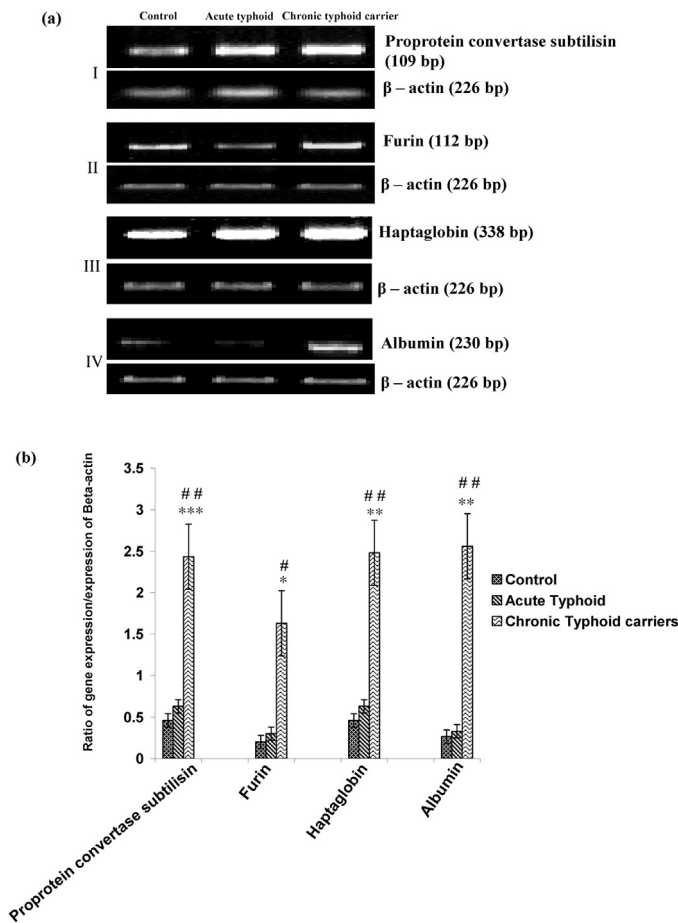 (a)
Control Acute typhoid Chronic typhoid carrier
I
Proprotein convertase subtilisin
(109 bp)
β – actin (226 bp)
II
Furin (112 bp)
β – actin (226 bp)
III
Haptaglobin (338 bp)
β – actin (226 bp)
IV
Albumin (230 bp)
β – actin (226 bp)
(b)
Ratio of gene expression/expression of Beta-actin
3.5
3
2.5
2
1.5
1
0.5
0
# #
***
#
*
# #
**
# #
**
Control
Acute Typhoid
Chronic Typhoid carriers
Proprotein convertase subtilisin
Furin
Haptaglobin
Albumin